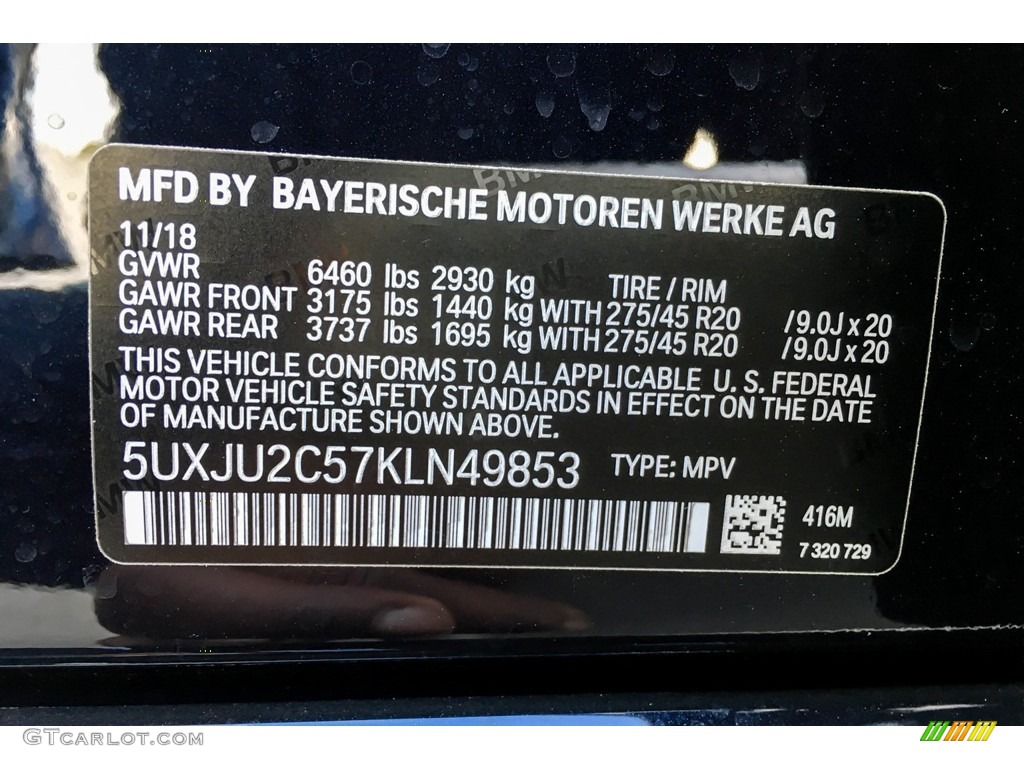 MFD BY BAYERISCHE MOTOREN WERKE AG
11/18
GVWR 6460 lbs 2930 kg TIRE / RIM
GAWR FRONT 3175 lbs 1440 kg WITH 275/45 R20 /9.0J x 20
GAWR REAR 3737 lbs 1695 kg WITH 275/45 R20 /9.0J x 20
THIS VEHICLE CONFORMS TO ALL APPLICABLE U. S. FEDERAL
MOTOR VEHICLE SAFETY STANDARDS IN EFFECT ON THE DATE
OF MANUFACTURE SHOWN ABOVE.
5UXJU2C57KLN49853 TYPE: MPV
416M
7 320 729
GTCarLot.com